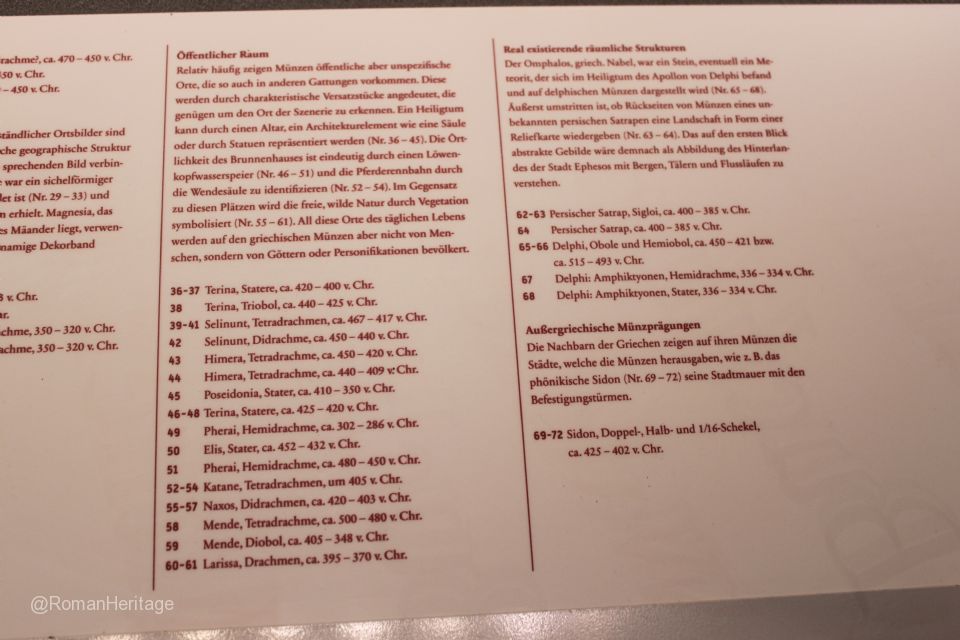 rachme?, ca. 470 – 450 v. Chr.
450 v. Chr.
– 450 v. Chr.
ständlicher Ortsbilder sind
che geographische Struktur
sprechenden Bild verbin-
war ein sichelförmiger
det ist (Nr. 29 – 33) und
n erhielt. Magnesia, das
es Mäander liegt, verwen-
namige Dekorband
v. Chr.
hr.
chme, 350 – 320 v. Chr.
achme, 350 – 320 v. Chr.
Öffentlicher Raum
Relativ häufig zeigen Münzen öffentliche aber unspezifische
Orte, die so auch in anderen Gattungen vorkommen. Diese
werden durch charakteristische Versatzstücke angedeutet, die
genügen um den Ort der Szenerie zu erkennen. Ein Heiligtum
kann durch einen Altar, ein Architekturelement wie eine Säule
oder durch Statuen repräsentiert werden (Nr. 36 – 45). Die Ört-
lichkeit des Brunnenhauses ist eindeutig durch einen Löwen-
kopfwasserspeier (Nr. 46 – 51) und die Pferderennbahn durch
die Wendesäule zu identifizieren (Nr. 52 – 54). Im Gegensatz
zu diesen Plätzen wird die freie, wilde Natur durch Vegetation
symbolisiert (Nr. 55 – 61). All diese Orte des täglichen Lebens
werden auf den griechischen Münzen aber nicht von Men-
schen, sondern von Göttern oder Personifikationen bevölkert.
36-37 Terina, Statere, ca. 420 – 400 v. Chr.
38 Terina, Triobol, ca. 440 – 425 v. Chr.
39-41 Selinunt, Tetradrachmen, ca. 467 – 417 v. Chr.
42 Selinunt, Didrachme, ca. 450 – 440 v. Chr.
43 Himera, Tetradrachme, ca. 450 – 420 v. Chr.
44 Himera, Tetradrachme, ca. 440 – 409 v. Chr.
45 Poseidonia, Stater, ca. 410 – 350 v. Chr.
46-48 Terina, Statere, ca. 425 – 420 v. Chr.
49 Pherai, Hemidrachme, ca. 302 – 286 v. Chr.
50 Elis, Stater, ca. 452 – 432 v. Chr.
51 Pherai, Hemidrachme, ca. 480 – 450 v. Chr.
52-54 Katane, Tetradrachmen, um 405 v. Chr.
55-57 Naxos, Didrachmen, ca. 420 – 403 v. Chr.
58 Mende, Tetradrachme, ca. 500 – 480 v. Chr.
59 Mende, Diobol, ca. 405 – 348 v. Chr.
60-61 Larissa, Drachmen, ca. 395 – 370 v. Chr.
Real existierende räumliche Strukturen
Der Omphalos, griech. Nabel, war ein Stein, eventuell ein Me-
teorit, der sich im Heiligtum des Apollon von Delphi befand
und auf delphischen Münzen dargestellt wird (Nr. 65 – 68).
Äußerst umstritten ist, ob Rückseiten von Münzen eines un-
bekannten persischen Satrapen eine Landschaft in Form einer
Reliefkarte wiedergeben (Nr. 63 – 64). Das auf den ersten Blick
abstrakte Gebilde wäre demnach als Abbildung des Hinterlan-
des der Stadt Ephesos mit Bergen, Tälern und Flussläufen zu
verstehen.
62-63 Persischer Satrap, Sigloi, ca. 400 – 385 v. Chr.
64 Persischer Satrap, ca. 400 – 385 v. Chr.
65-66 Delphi, Obole und Hemiobol, ca. 450 – 421 bzw.
ca. 515 – 493 v. Chr.
67 Delphi: Amphiktyonen, Hemidrachme, 336 – 334 v. Chr.
68 Delphi: Amphiktyonen, Stater, 336 – 334 v. Chr.
Außergriechische Münzprägungen
Die Nachbarn der Griechen zeigen auf ihren Münzen die
Städte, welche die Münzen herausgaben, wie z. B. das
phönikische Sidon (Nr. 69 – 72) seine Stadtmauer mit den
Befestigungstürmen.
69-72 Sidon, Doppel-, Halb- und 1/16-Schekel,
ca. 425 – 402 v. Chr.
@RomanHeritage